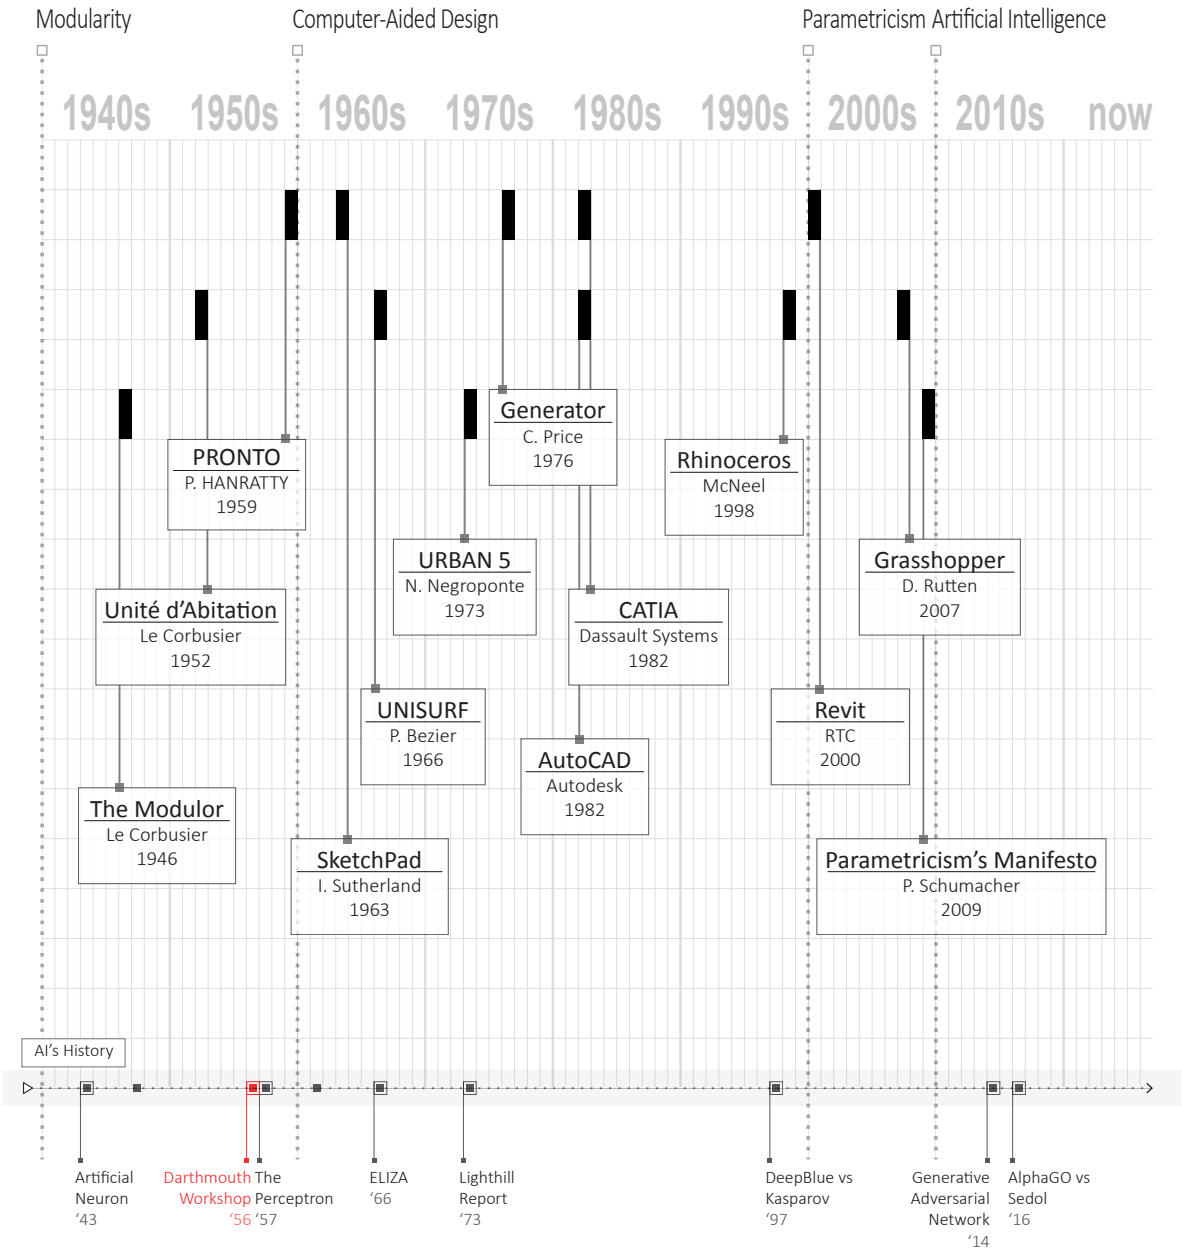 Modularity
Computer-Aided Design
Parametricism
Artificial Intelligence
1940s
1950s
1960s
1970s
1980s
1990s
2000s
2010s
now
Generator
C. Price
1976
PRONTO
P. HANRATTY
1959
Rhinoceros
McNeel
1998
URBAN 5
N. Negroponte
1973
Grasshopper
D. Rutten
2007
Unité d’Abitation
Le Corbusier
1952
CATIA
Dassault Systems
1982
UNISURF
P. Bezier
1966
Revit
RTC
2000
AutoCAD
Autodesk
1982
The Modulor
Le Corbusier
1946
SketchPad
I. Sutherland
1963
Parametricism’s Manifesto
P. Schumacher
2009
AI’s History
Artificial
Neuron
‘43
Darthmouth
Workshop
‘56
The
Perceptron
‘57
ELIZA
‘66
Lighthill
Report
‘73
DeepBlue vs
Kasparov
‘97
Generative
Adversarial
Network
‘14
AlphaGO vs
Sedol
‘16